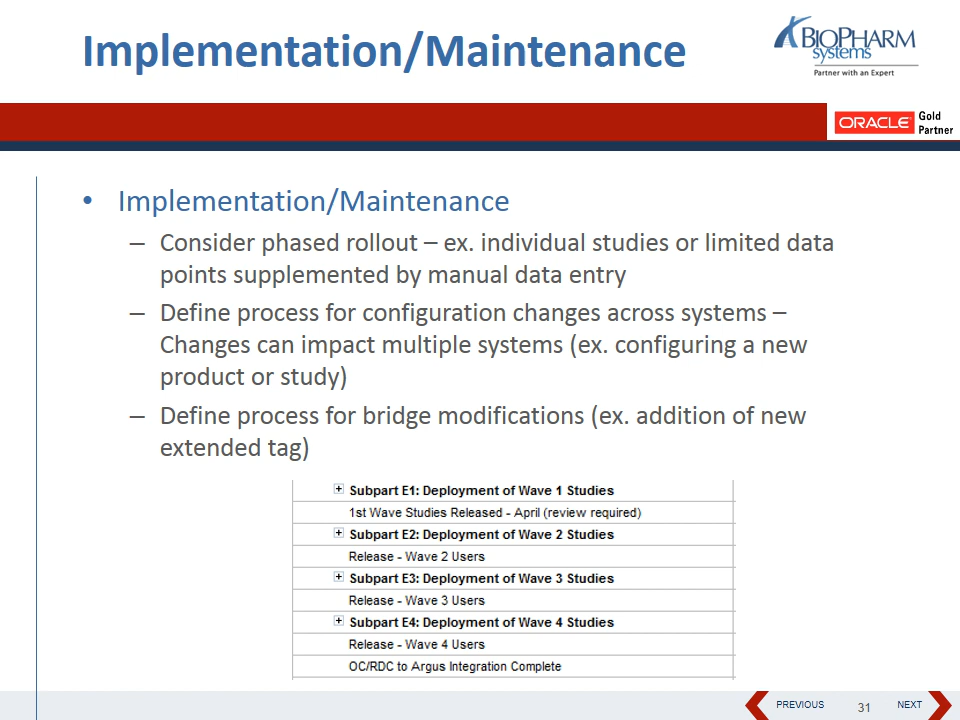 Implementation/Maintenance
BIOPHARM
systems
Partner with an Expert
ORACLE
Gold
Partner
• Implementation/Maintenance
– Consider phased rollout – ex. individual studies or limited data
points supplemented by manual data entry
– Define process for configuration changes across systems –
Changes can impact multiple systems (ex. configuring a new
product or study)
– Define process for bridge modifications (ex. addition of new
extended tag)
Subpart E1: Deployment of Wave 1 Studies
1st Wave Studies Released - April (review required)
Subpart E2: Deployment of Wave 2 Studies
Release - Wave 2 Users
Subpart E3: Deployment of Wave 3 Studies
Release - Wave 3 Users
Subpart E4: Deployment of Wave 4 Studies
Release - Wave 4 Users
OC/RDC to Argus Integration Complete
PREVIOUS 31 NEXT